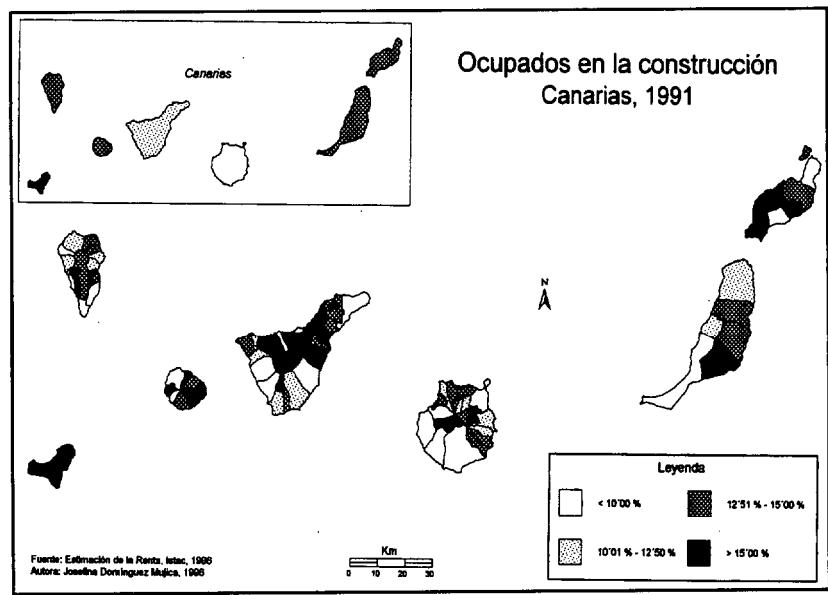 Canarias
Ocupados en la construcción
Canarias, 1991
N
Leyenda
< 10'00 %
12'51 % - 15'00 %
10'01 % - 12'50 %
> 15'00 %
Km
0 10 20 30
Fuente: Estimación de la Renta, Istac, 1996
Autora: Josefina Domínguez Mujica, 1996